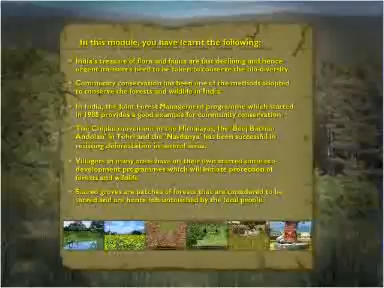 In this module, you have learnt the following:
India's treasure of flora and fauna are fast declining and hence
urgent measures need to be taken to conserve the bio-diversity.
Community conservation has been one of the methods adopted
to conserve the forests and wildlife in India.
In India, the Joint Forest Management programme which started
in 1988 provides a good example for community conservation.
The Chipko movement in the Himalayas, the 'Beej Bachao
Andolan' in Tehri and the 'Navdanya' has been successful in
resisting deforestation in several areas.
Villagers in many areas have on their own started some eco-
development programmes which will initiate protection of
forests and wildlife.
Sacred groves are patches of forests that are considered to be
sacred and are hence left untouched by the local people.